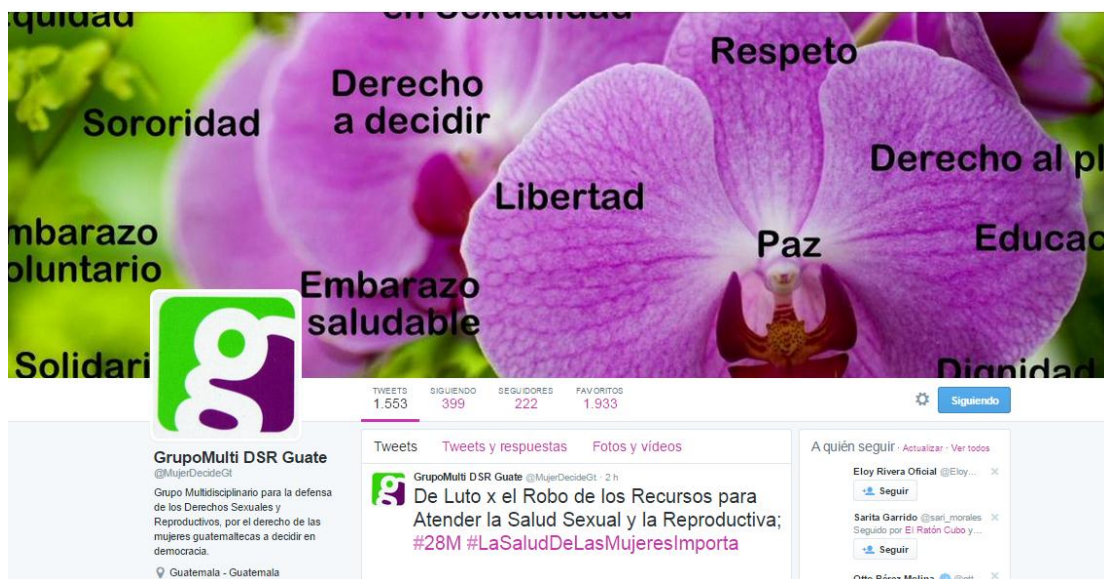 en Sexualidad
Respeto
Derecho
a decidir
Sororidad
Derecho al pl
Libertad
mbarazo
oluntario
Paz
Educac
Embarazo
saludable
Solidari
Dignidad
g
TWEETS SIGUIENDO SEGUIDORES FAVORITOS
1.553 399 222 1.933
Siguiendo
GrupoMulti DSR Guate
@MujerDecideGt
Grupo Multidisciplinario para la defensa
de los Derechos Sexuales y
Reproductivos, por el derecho de las
mujeres guatemaltecas a decidir en
democracia.
Guatemala - Guatemala
Tweets Tweets y respuestas Fotos y vídeos
GrupoMulti DSR Guate @MujerDecideGt · 2 h
De Luto x el Robo de los Recursos para
Atender la Salud Sexual y la Reproductiva;
#28M #LaSaludDeLasMujeresImporta
A quién seguir · Actualizar · Ver todos
Eloy Rivera Oficial @Eloy...
Seguir
Sarita Garrido @sari_morales
Seguido por El Ratón Cubo y...
Seguir
Otto Pérez Molina